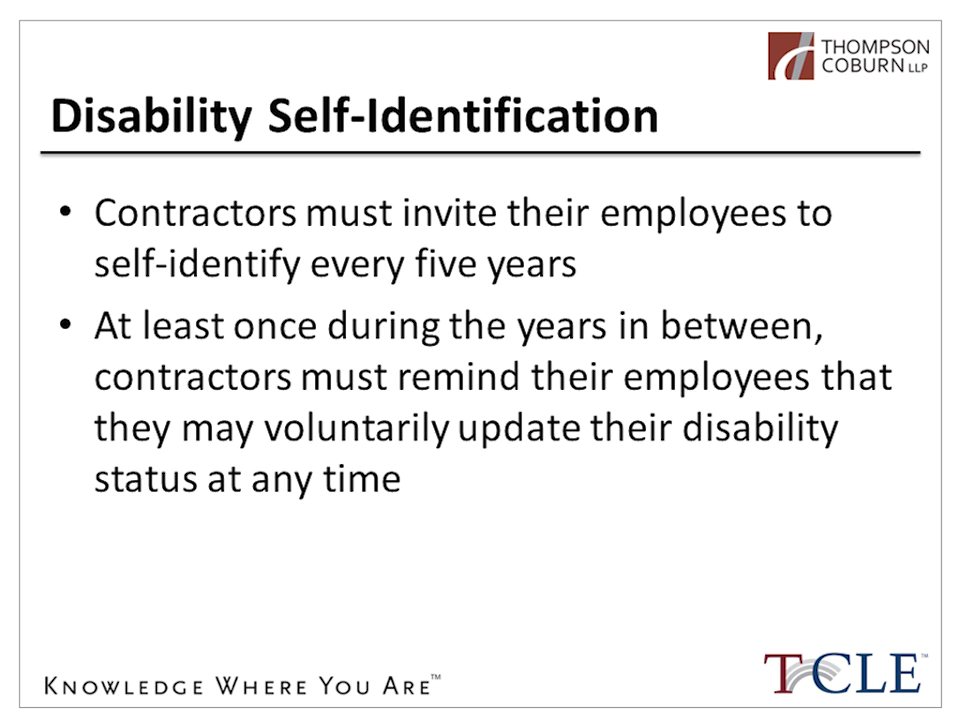 THOMPSON
COBURN LLP
Disability Self-Identification
• Contractors must invite their employees to
self-identify every five years
• At least once during the years in between,
contractors must remind their employees that
they may voluntarily update their disability
status at any time
KNOWLEDGE WHERE YOU ARE™
TCLE™